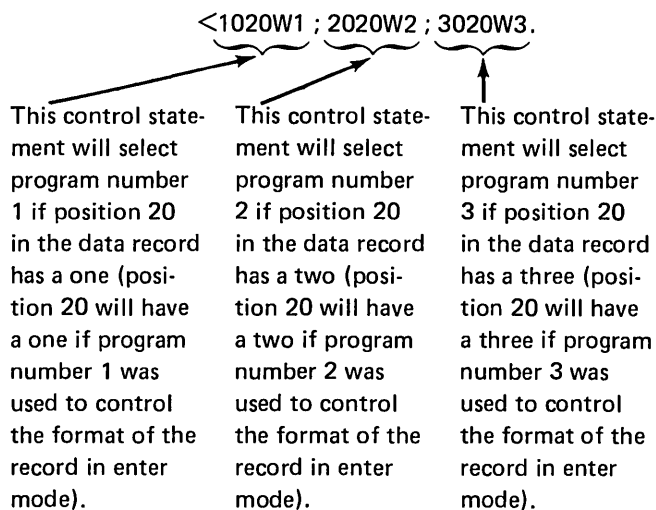 <1020W1 ; 2020W2 ; 3020W3.
This control state-
ment will select
program number
1 if position 20
in the data record
has a one (posi-
tion 20 will have
a one if program
number 1 was
used to control
the format of the
record in enter
mode).
This control state-
ment will select
program number
2 if position 20
in the data record
has a two (posi-
tion 20 will have
a two if program
number 2 was
used to control
the format of the
record in enter
mode).
This control state-
ment will select
program number
3 if position 20
in the data record
has a three (posi-
tion 20 will have
a three if program
number 3 was
used to control
the format of the
record in enter
mode).